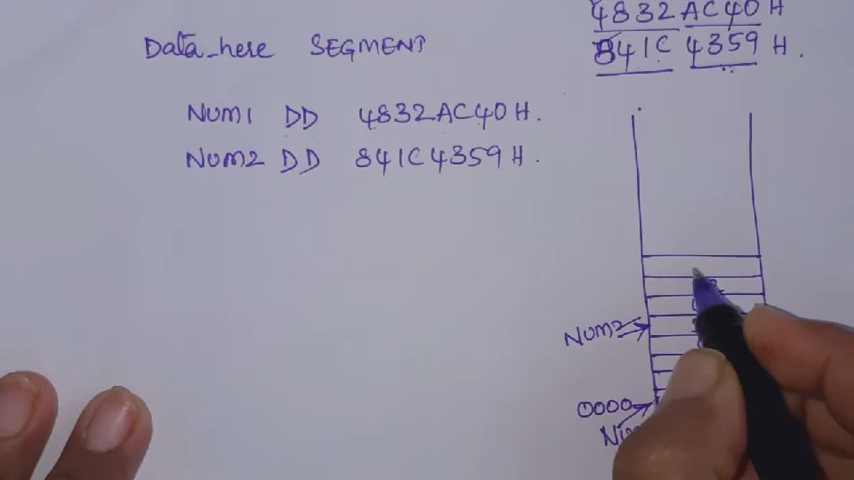 4832 AC40 H
841C 4359 H.
Data_here SEGMENT
NUM1 DD 4832AC40H.
NUM2 DD 841C4359H.
NUM2
0000